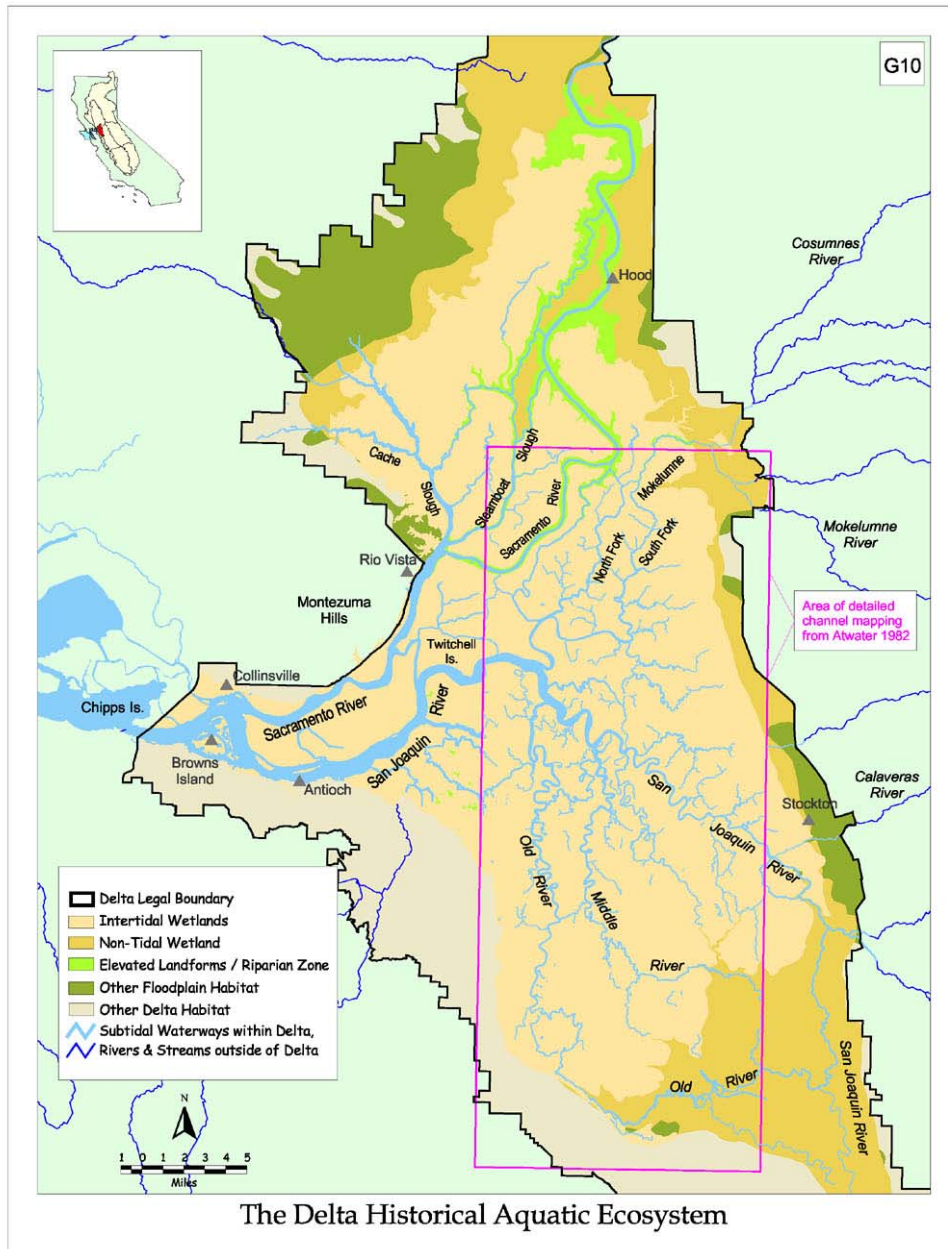 G10
Cosumnes
River
Hood
Cache
Slough
Steamboat
Slough
Sacramento
River
Mokelumne
North Fork
South Fork
Mokelumne
River
Rio Vista
Montezuma
Hills
Area of detailed
channel mapping
from Atwater 1982
Twitchell
Is.
Collinsville
Chipps Is.
Sacramento River
Browns
Island
Antioch
San Joaquin
River
San
Joaquin
River
Calaveras
River
Stockton
Old
River
Middle
River
Old
River
San Joaquin River
Delta Legal Boundary
Intertidal Wetlands
Non-Tidal Wetland
Elevated Landforms / Riparian Zone
Other Floodplain Habitat
Other Delta Habitat
Subtidal Waterways within Delta,
Rivers & Streams outside of Delta
N
1 0 1 2 3 4 5
Miles
The Delta Historical Aquatic Ecosystem